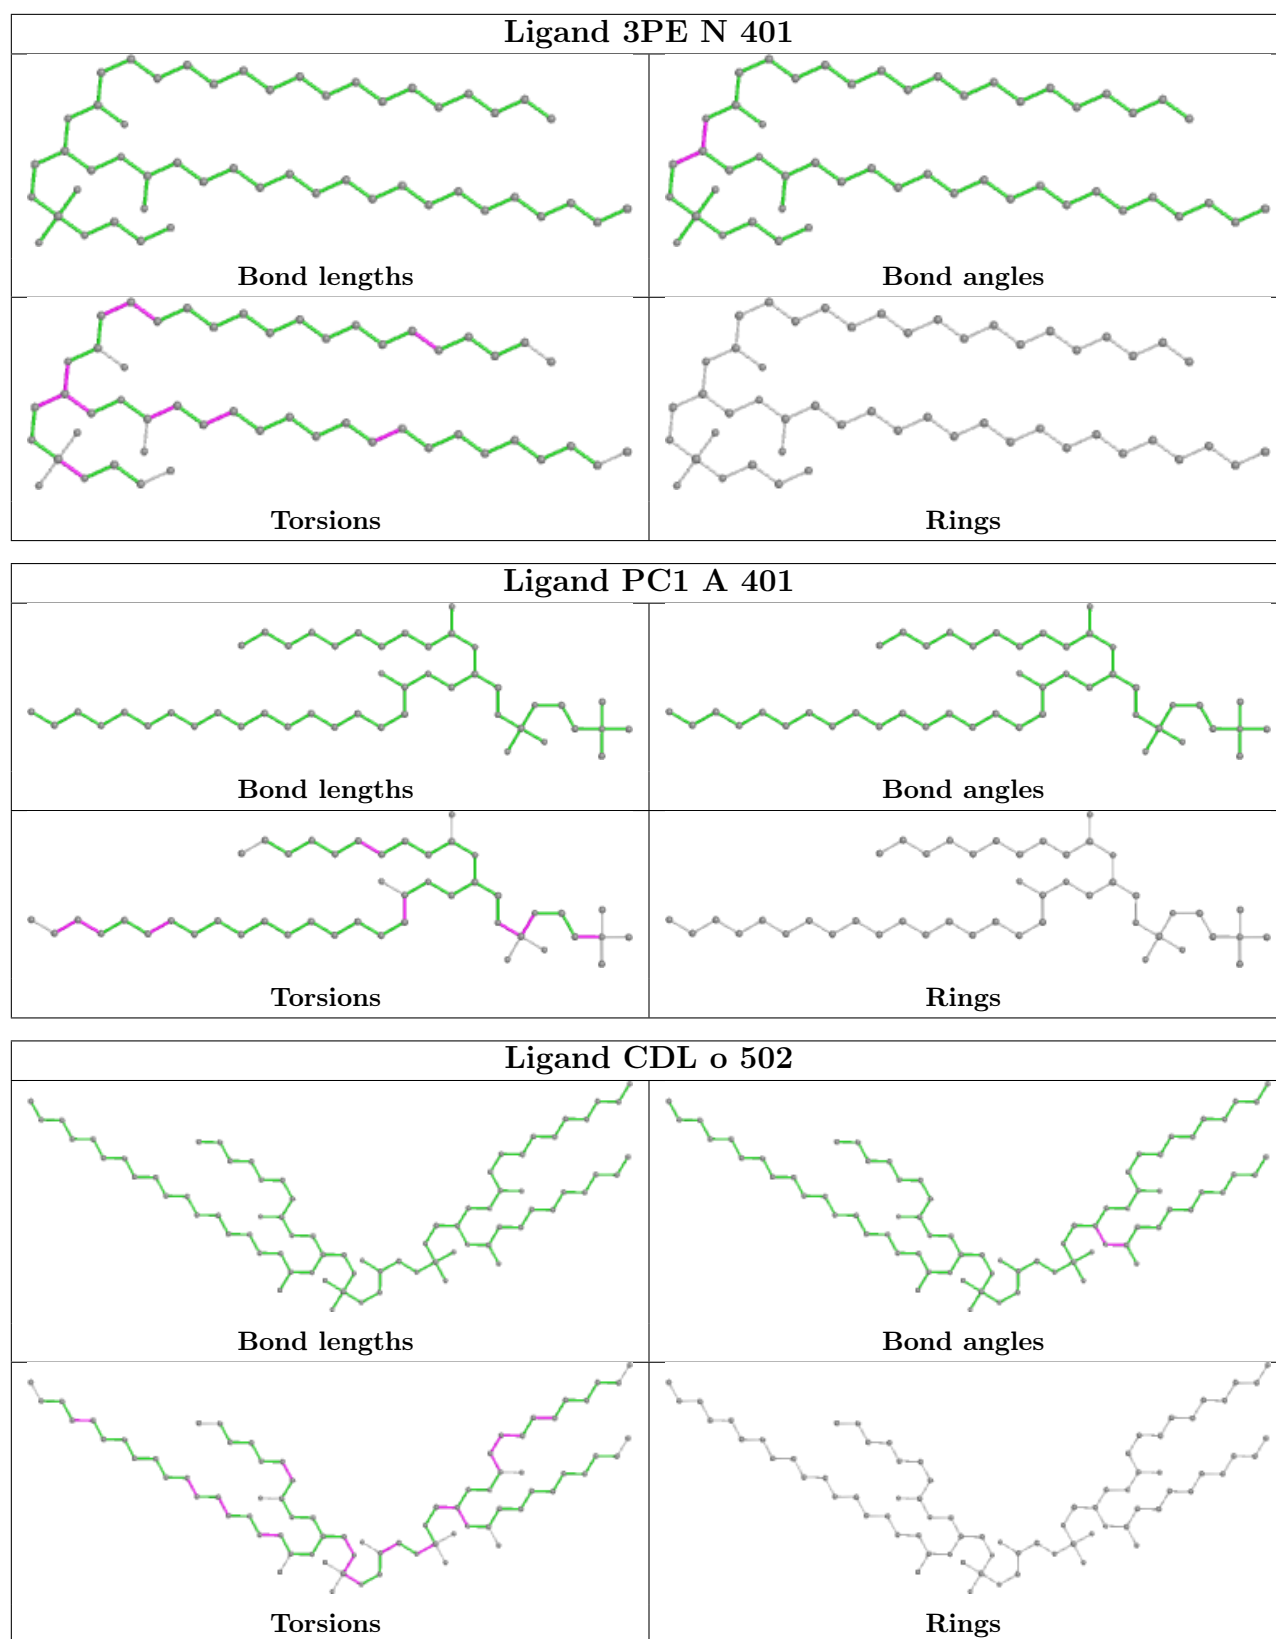 Ligand 3PE N 401
Bond lengths
Bond angles
Torsions
Rings
Ligand PC1 A 401
Bond lengths
Bond angles
Torsions
Rings
Ligand CDL o 502
Bond lengths
Bond angles
Torsions
Rings